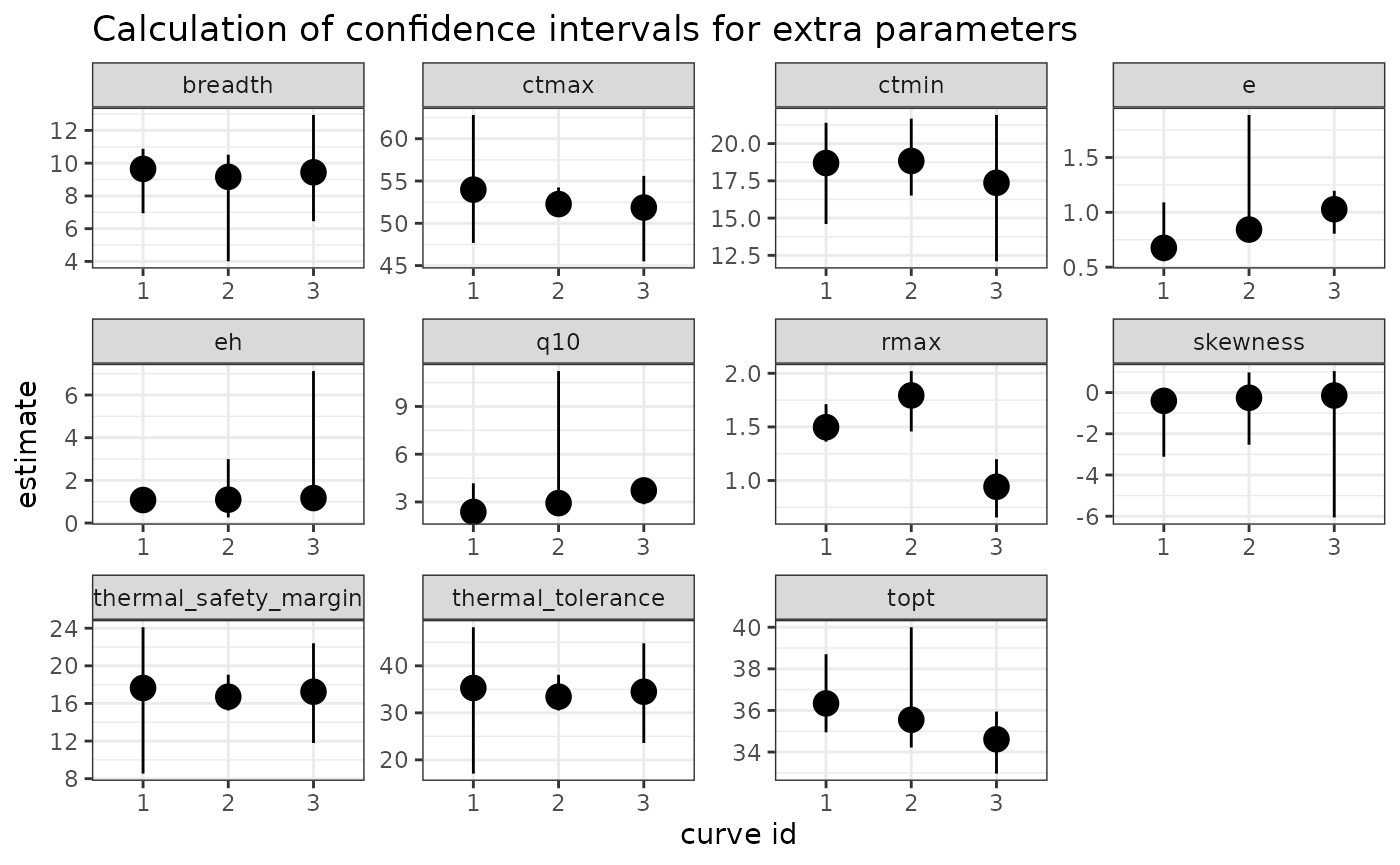 Calculation of confidence intervals for extra parameters
breadth ctmax ctmin e
12 10 8 6 4
60 55 50 45
20.0 17.5 15.0 12.5
1.5 1.0 0.5
1 2 3 1 2 3 1 2 3 1 2 3
eh q10 rmax skewness
6 4 2 0
9 6 3
2.0 1.5 1.0
0 -2 -4 -6
1 2 3 1 2 3 1 2 3 1 2 3
estimate
thermal_safety_margin thermal_tolerance topt
24 20 16 12 8
40 30 20
40 38 36 34
1 2 3 1 2 3 1 2 3
curve id